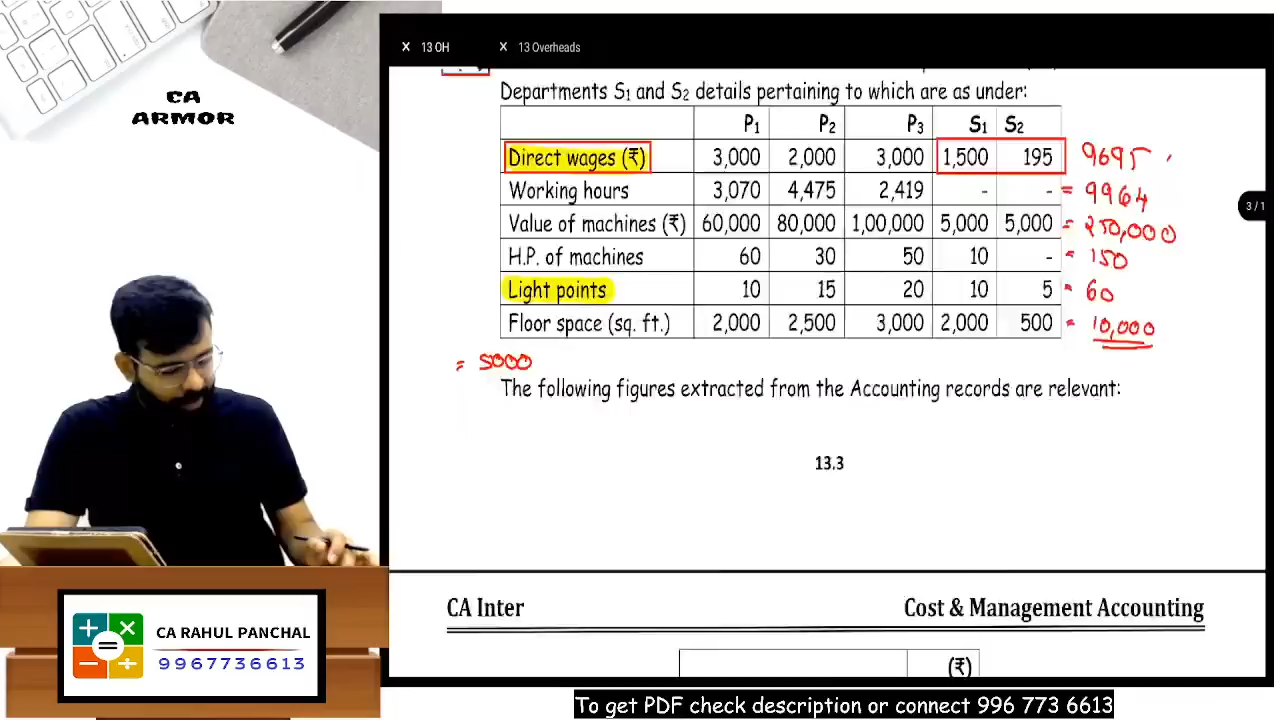 CA
ARMOR
× 13 OH × 13 Overheads
Departments S1 and S2 details pertaining to which are as under:
P1 P2 P3 S1 S2
Direct wages (₹) 3,000 2,000 3,000 1,500 195 9695
Working hours 3,070 4,475 2,419 - - = 9964
Value of machines (₹) 60,000 80,000 1,00,000 5,000 5,000 = 250,000
H.P. of machines 60 30 50 10 - = 150
Light points 10 15 20 10 5 = 60
Floor space (sq. ft.) 2,000 2,500 3,000 2,000 500 = 10,000
= 5000
The following figures extracted from the Accounting records are relevant:
13.3
3 / 1
CA Inter Cost & Management Accounting
(₹)
+ × = − ÷
CA RAHUL PANCHAL
9967736613
To get PDF check description or connect 996 773 6613